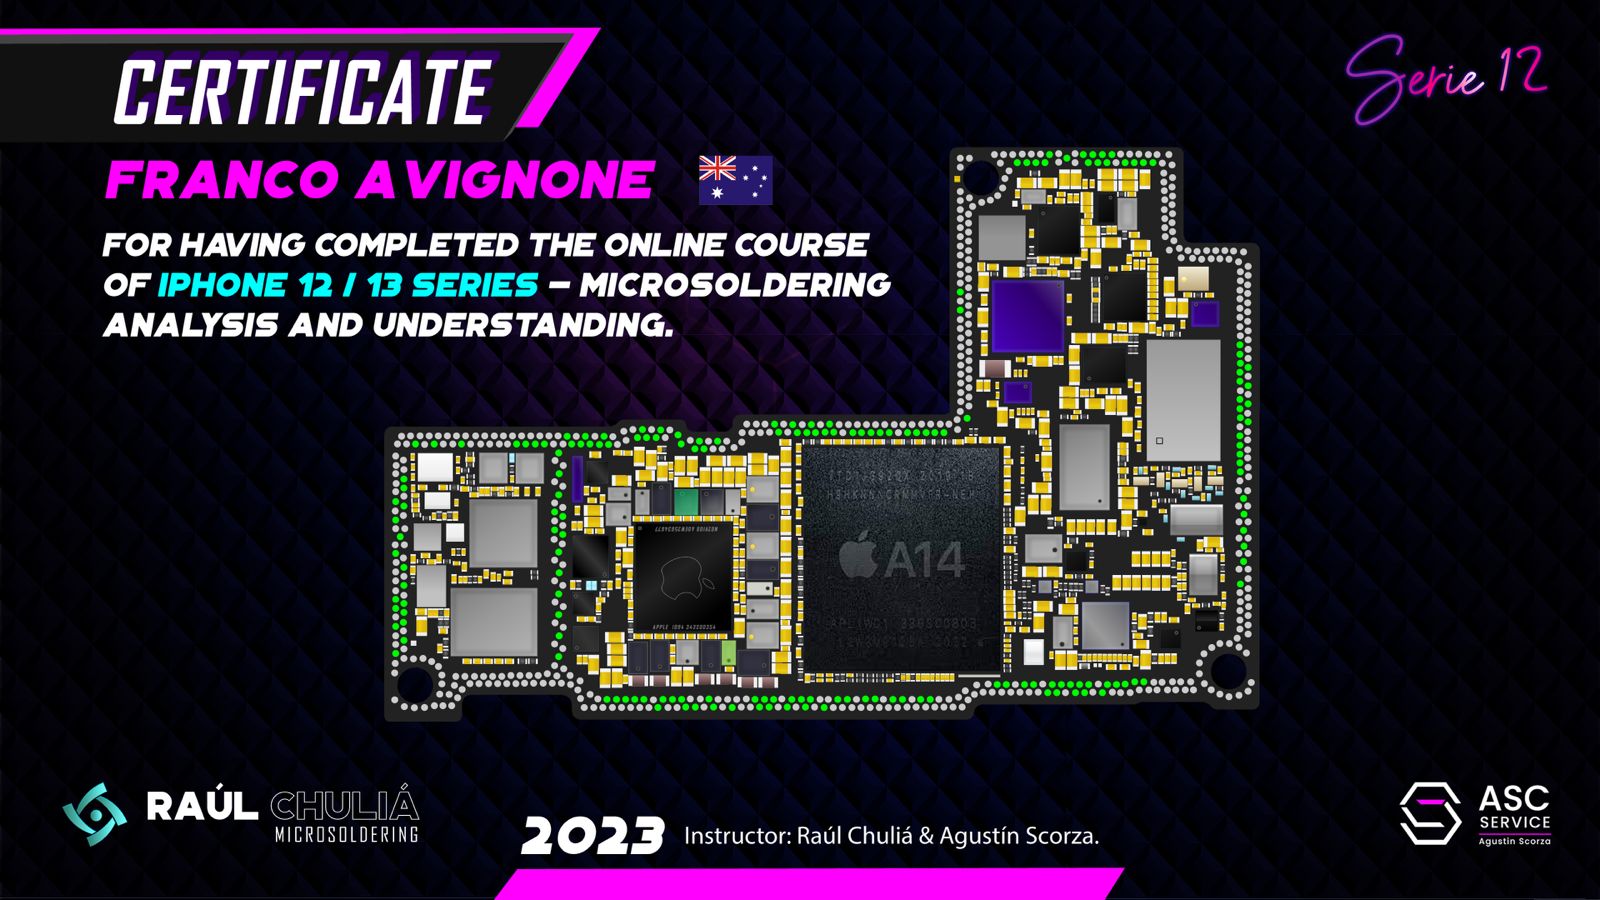 CERTIFICATE
Serie 12
FRANCO AVIGNONE
FOR HAVING COMPLETED THE ONLINE COURSE
OF IPHONE 12 / 13 SERIES – MICROSOLDERING
ANALYSIS AND UNDERSTANDING.
A14
RAÚL CHULIÁ
MICROSOLDERING
2023
Instructor: Raúl Chuliá & Agustín Scorza.
ASC
SERVICE
Agustin Scorza